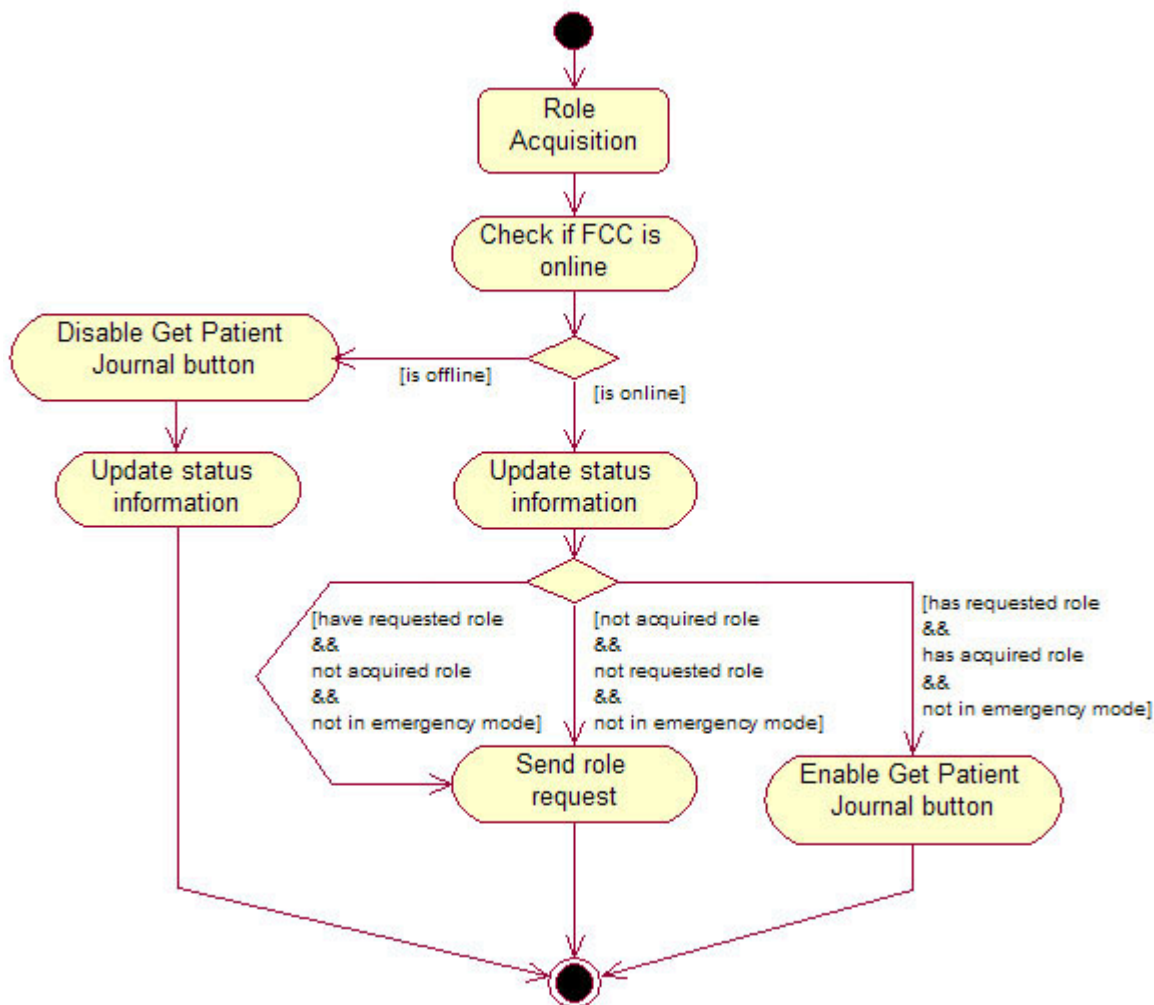 Role
Acquisition
Check if FCC is
online
Disable Get Patient
Journal button
[is offline]
[is online]
Update status
information
Update status
information
[have requested role
&&
not acquired role
&&
not in emergency mode]
[not acquired role
&&
not requested role
&&
not in emergency mode]
[has requested role
&&
has acquired role
&&
not in emergency mode]
Send role
request
Enable Get Patient
Journal button